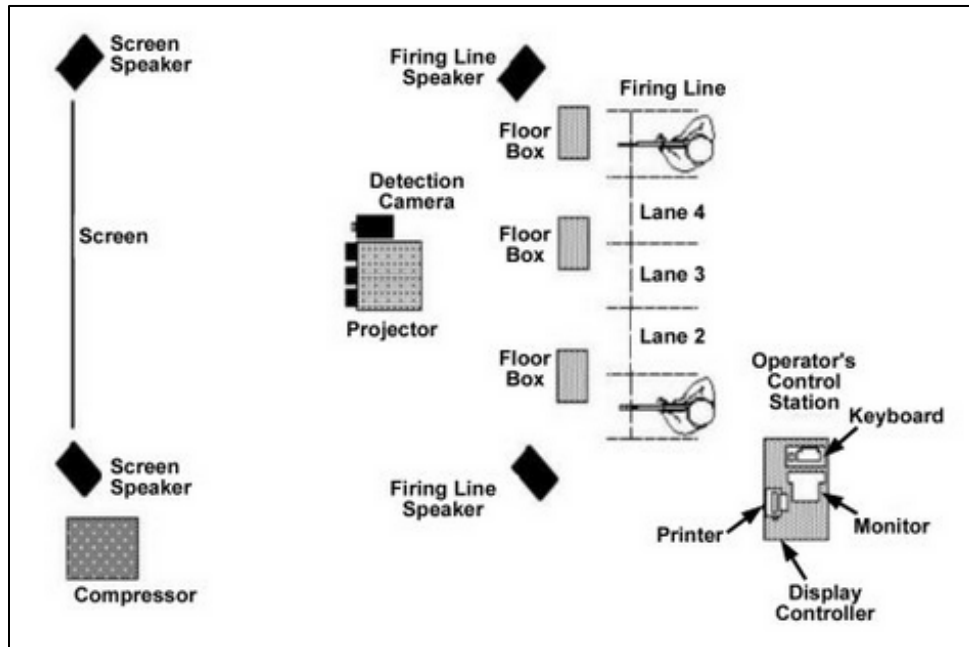 Screen
Speaker
Firing Line
Speaker
Firing Line
Floor
Box
Detection
Camera
Lane 4
Floor
Box
Screen
Lane 3
Projector
Lane 2
Floor
Box
Operator's
Control
Station
Keyboard
Screen
Speaker
Firing Line
Speaker
Printer
Monitor
Compressor
Display
Controller